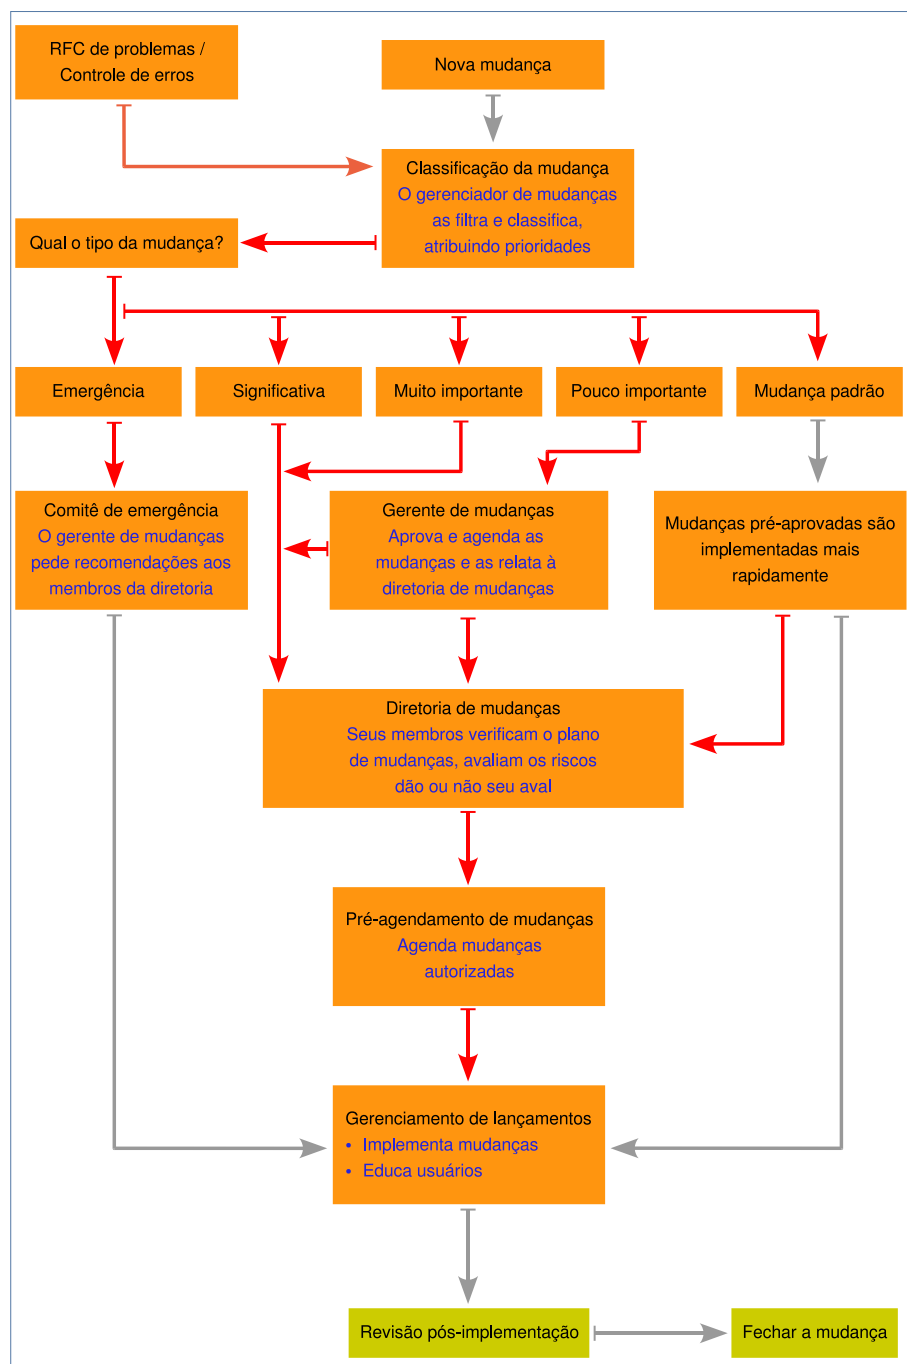 RFC de problemas /
Controle de erros
Nova mudança
Classificação da mudança
O gerenciador de mudanças
as filtra e classifica,
atribuindo prioridades
Qual o tipo da mudança?
Emergência
Significativa
Muito importante
Pouco importante
Mudança padrão
Comitê de emergência
O gerente de mudanças
pede recomendações aos
membros da diretoria
Gerente de mudanças
Aprova e agenda as
mudanças e as relata à
diretoria de mudanças
Mudanças pré-aprovadas são
implementadas mais
rapidamente
Diretoria de mudanças
Seus membros verificam o plano
de mudanças, avaliam os riscos
dão ou não seu aval
Pré-agendamento de mudanças
Agenda mudanças
autorizadas
Gerenciamento de lançamentos
• Implementa mudanças
• Educa usuários
Revisão pós-implementação
Fechar a mudança